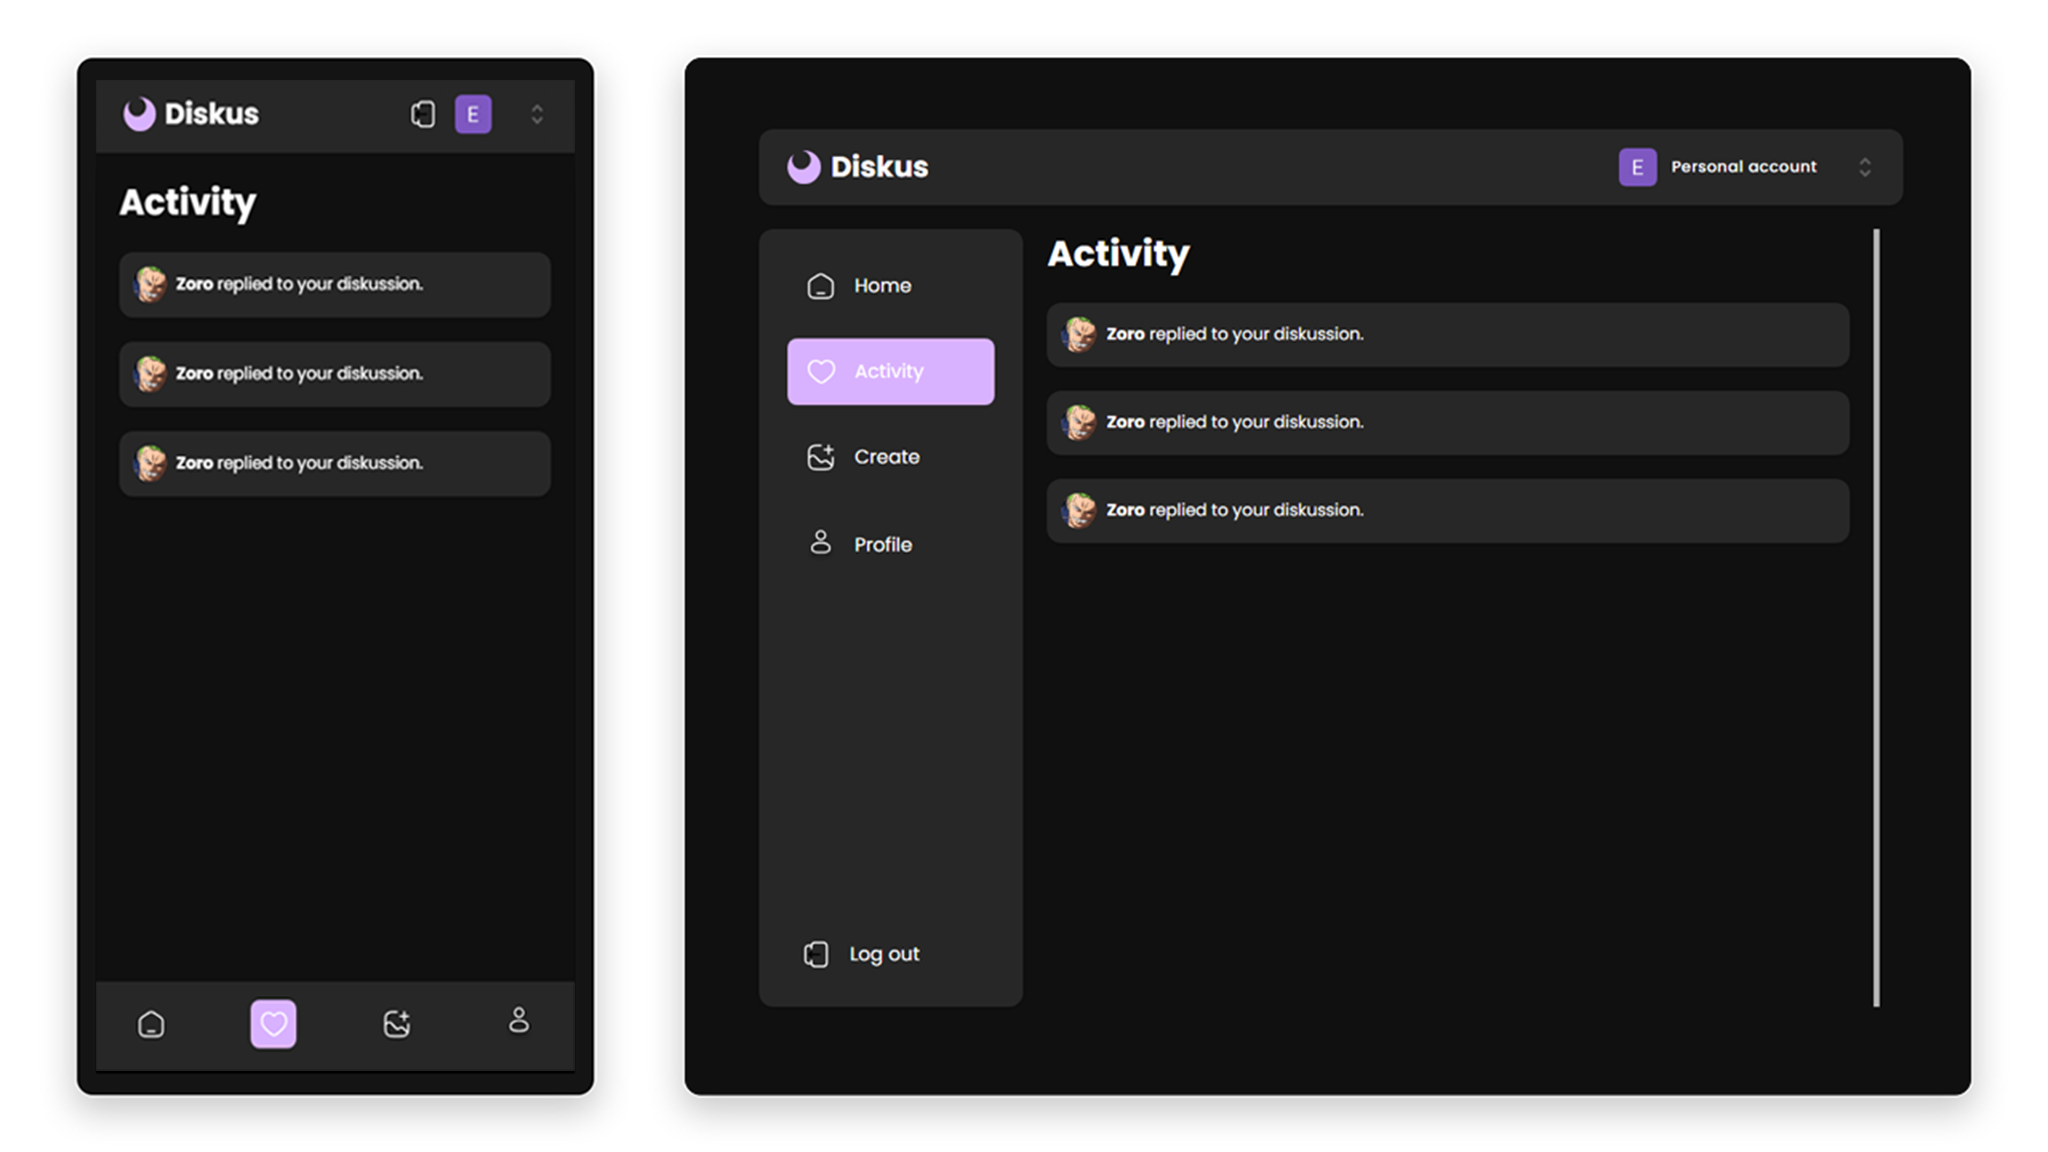 Diskus
E
Activity
Zoro replied to your diskussion.
Zoro replied to your diskussion.
Zoro replied to your diskussion.
Diskus
E Personal account
Home
Activity
Create
Profile
Log out
Activity
Zoro replied to your diskussion.
Zoro replied to your diskussion.
Zoro replied to your diskussion.